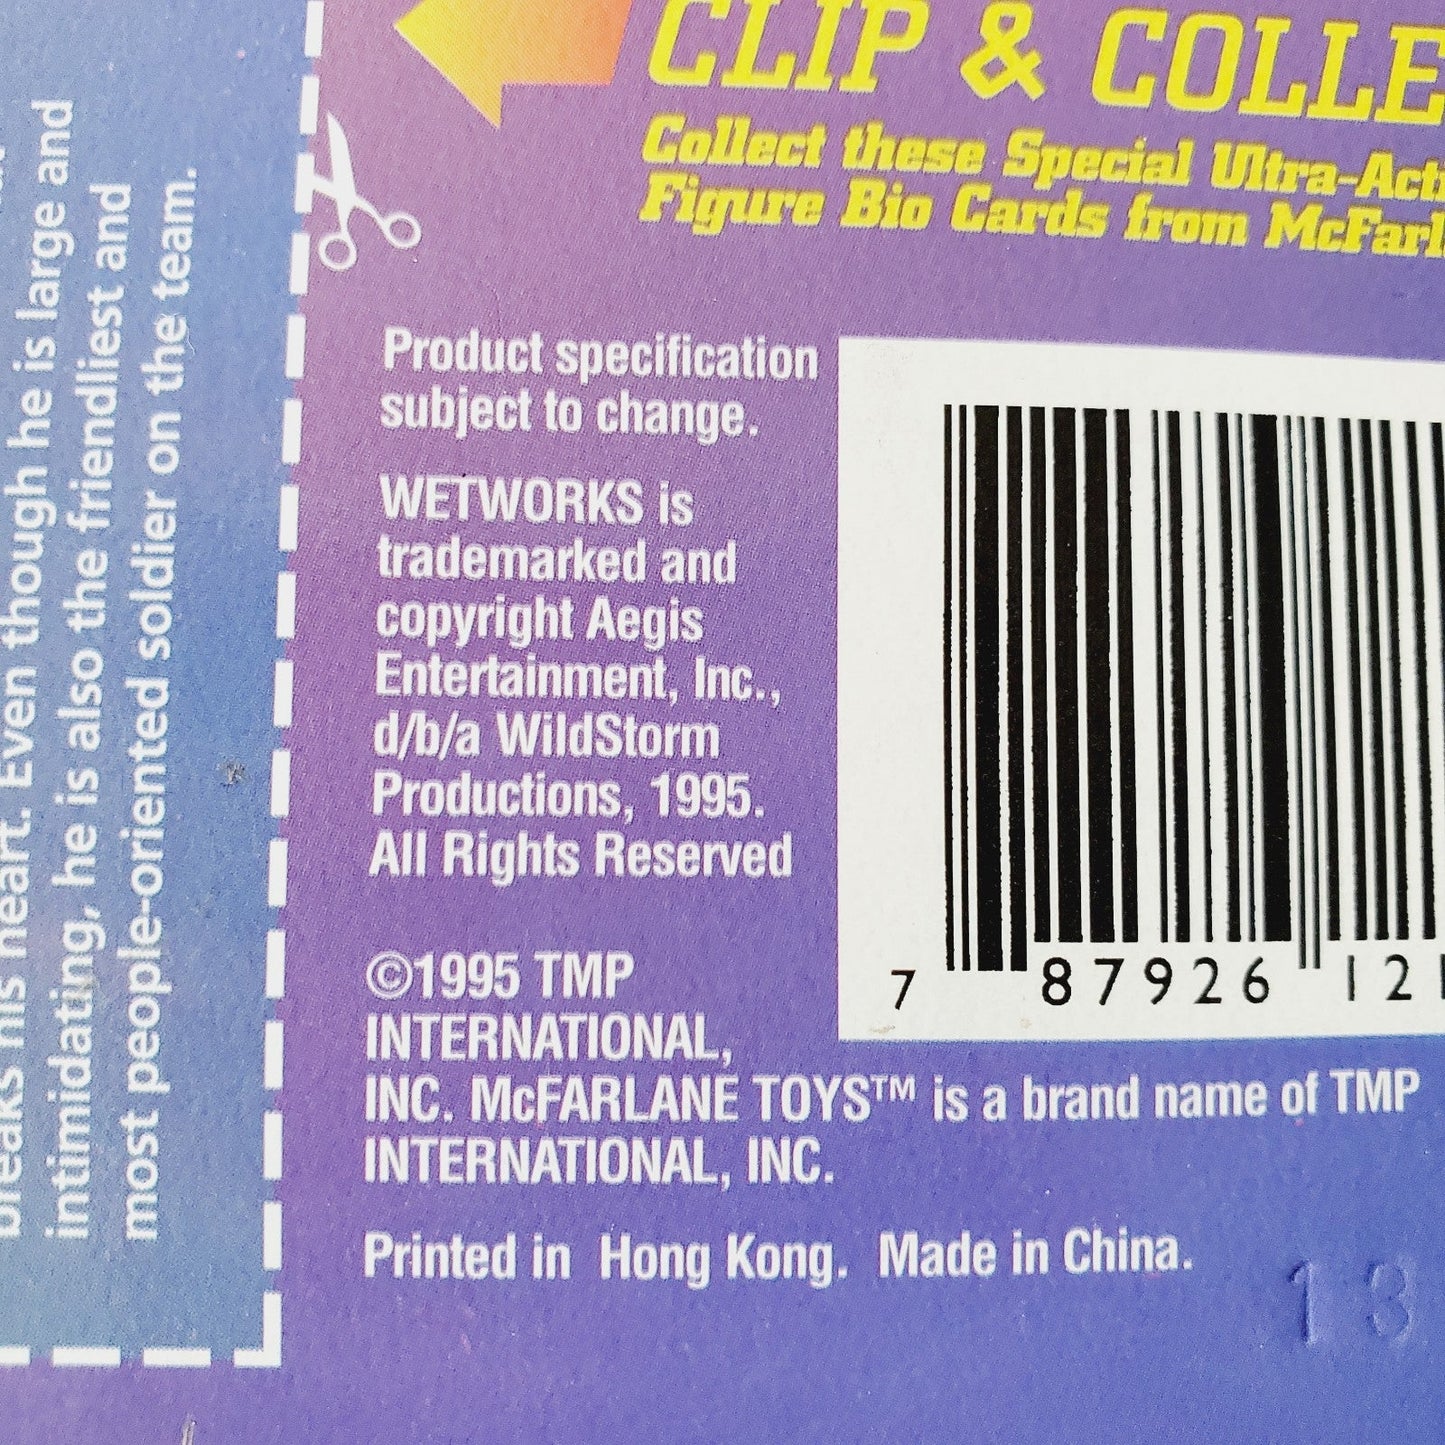 CLIP & COLLE
Collect these Special Ultra-Acti
Figure Bio Cards from McFarl
breaks his heart. Even though he is large and
intimidating, he is also the friendliest and
most people-oriented soldier on the team.
Product specification
subject to change.
WETWORKS is
trademarked and
copyright Aegis
Entertainment, Inc.,
d/b/a WildStorm
Productions, 1995.
All Rights Reserved
7 87926 121
©1995 TMP
INTERNATIONAL,
INC. McFARLANE TOYS™ is a brand name of TMP
INTERNATIONAL, INC.
Printed in Hong Kong. Made in China.
13